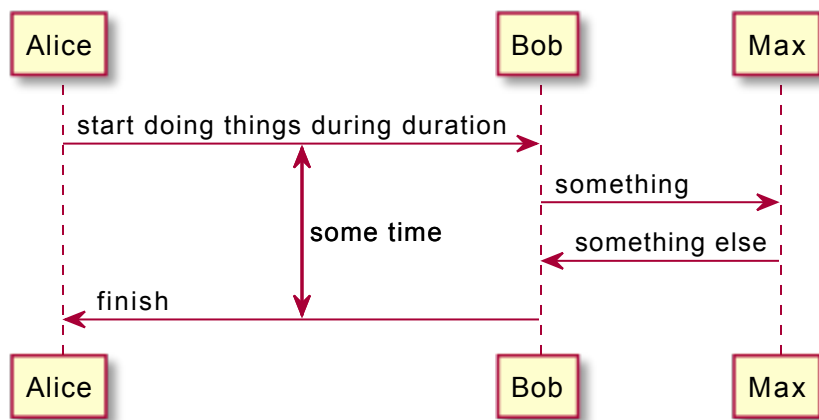 Alice
Bob
Max
start doing things during duration
something
some time
something else
finish
Alice
Bob
Max